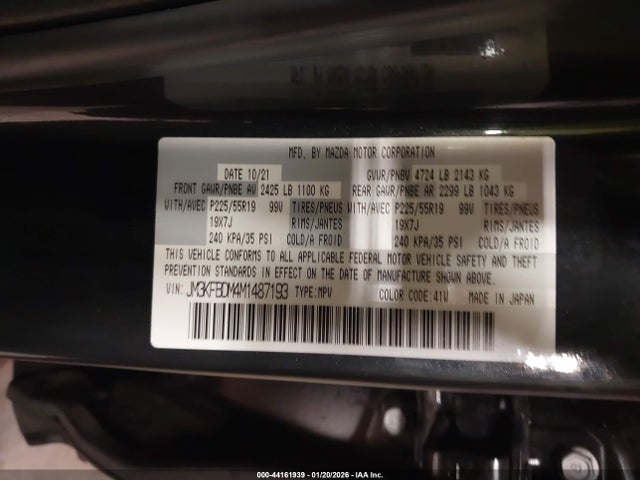 MFD. BY MAZDA MOTOR CORPORATION
DATE 10/21 GVWR/PNBV 4724 LB 2143 KG
FRONT GAWR/PNBE AV 2425 LB 1100 KG REAR GAWR/PNBE AR 2299 LB 1043 KG
WITH/AVEC P225/55R19 99V TIRES/PNEUS WITH/AVEC P225/55R19 99V TIRES/PNEUS
19X7J RIMS/JANTES 19X7J RIMS/JANTES
240 KPA/35 PSI COLD/A FROID 240 KPA/35 PSI COLD/A FROID
THIS VEHICLE CONFORMS TO ALL APPLICABLE FEDERAL MOTOR VEHICLE SAFETY AND THEFT
PREVENTION STANDARDS IN EFFECT ON THE DATE OF MANUFACTURE SHOWN ABOVE.
VIN: JM3KFBDM4M1487193 TYPE:MPV COLOR CODE:41W MADE IN JAPAN
000-44161939 - 01/20/2026 - IAA Inc.